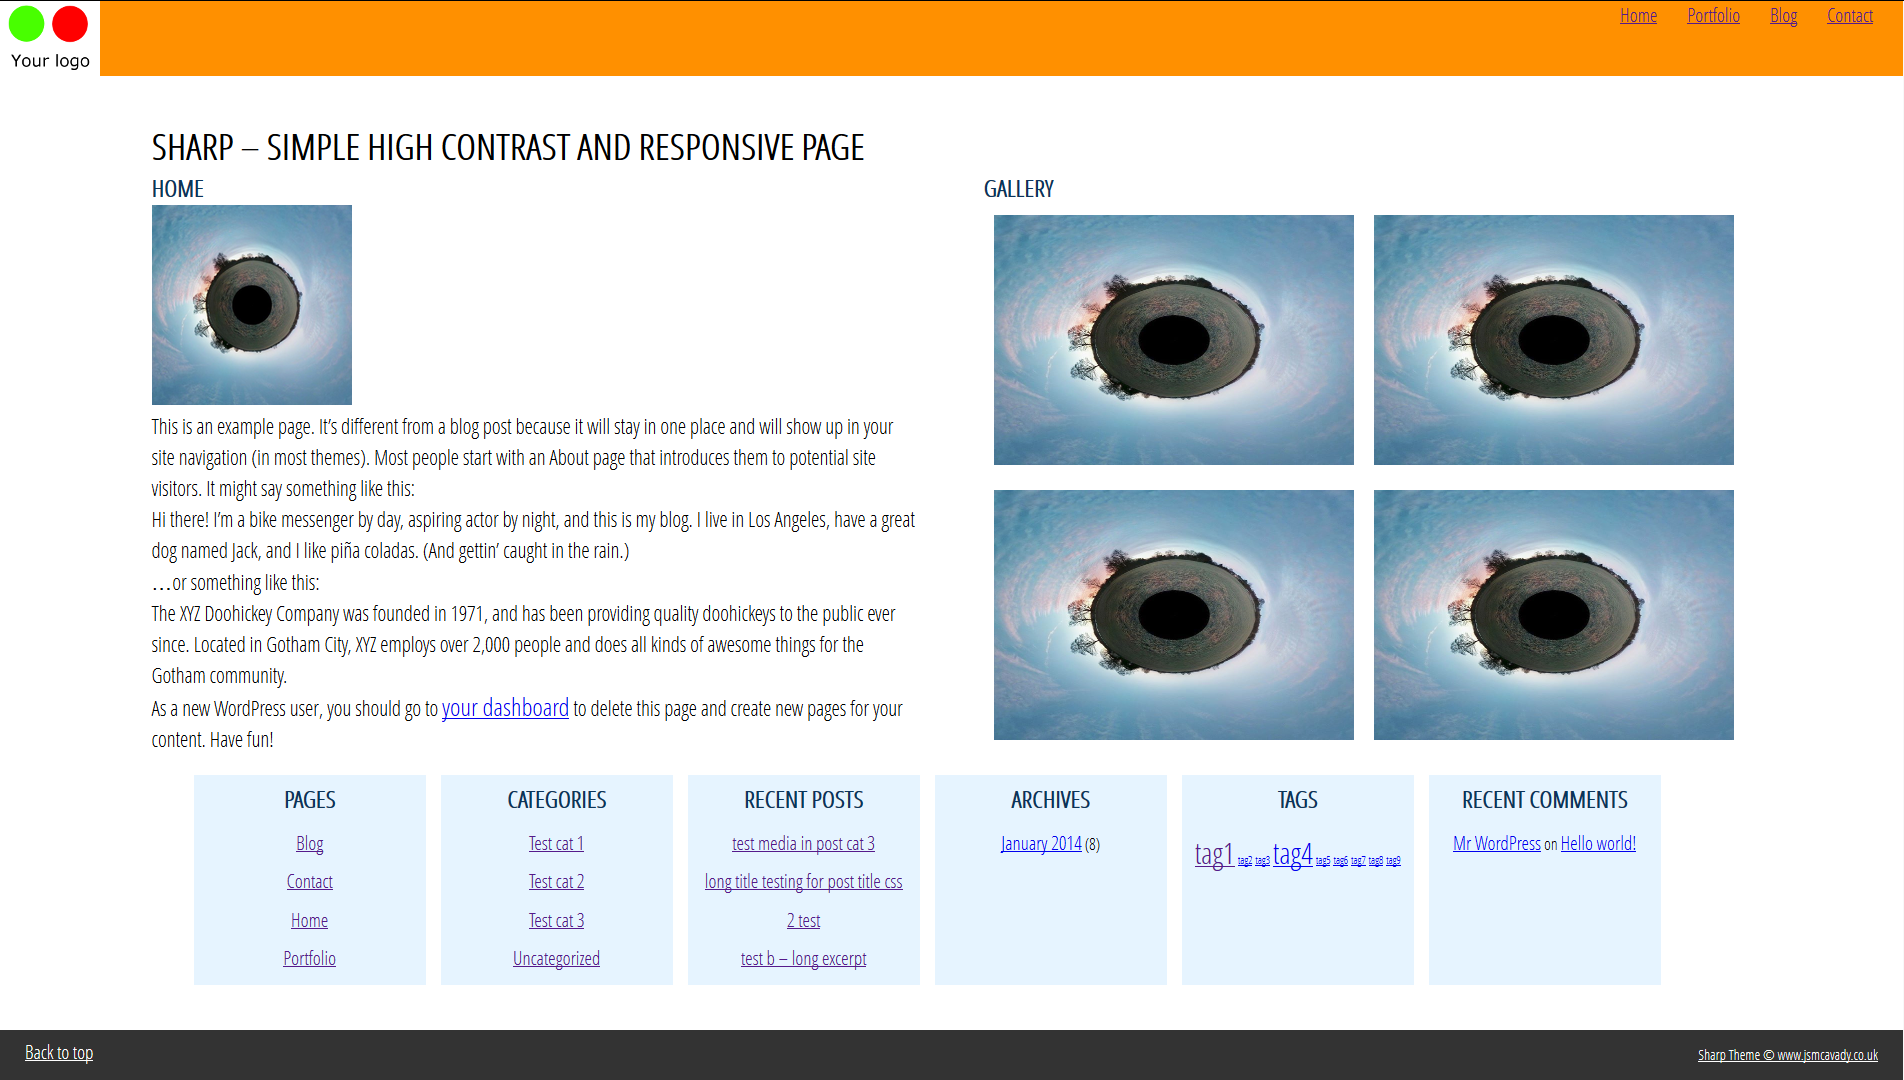 Your logo
Home Portfolio Blog Contact
SHARP – SIMPLE HIGH CONTRAST AND RESPONSIVE PAGE
HOME
This is an example page. It’s different from a blog post because it will stay in one place and will show up in your
site navigation (in most themes). Most people start with an About page that introduces them to potential site
visitors. It might say something like this:
Hi there! I’m a bike messenger by day, aspiring actor by night, and this is my blog. I live in Los Angeles, have a great
dog named Jack, and I like piña coladas. (And gettin’ caught in the rain.)
…or something like this:
The XYZ Doohickey Company was founded in 1971, and has been providing quality doohickeys to the public ever
since. Located in Gotham City, XYZ employs over 2,000 people and does all kinds of awesome things for the
Gotham community.
As a new WordPress user, you should go to your dashboard to delete this page and create new pages for your
content. Have fun!
GALLERY
PAGES
Blog
Contact
Home
Portfolio
CATEGORIES
Test cat 1
Test cat 2
Test cat 3
Uncategorized
RECENT POSTS
test media in post cat 3
long title testing for post title css
2 test
test b – long excerpt
ARCHIVES
January 2014 (8)
TAGS
tag1 tag2 tag3 tag4 tag5 tag6 tag7 tag8 tag9
RECENT COMMENTS
Mr WordPress on Hello world!
Back to top
Sharp Theme © www.jsmcavady.co.uk